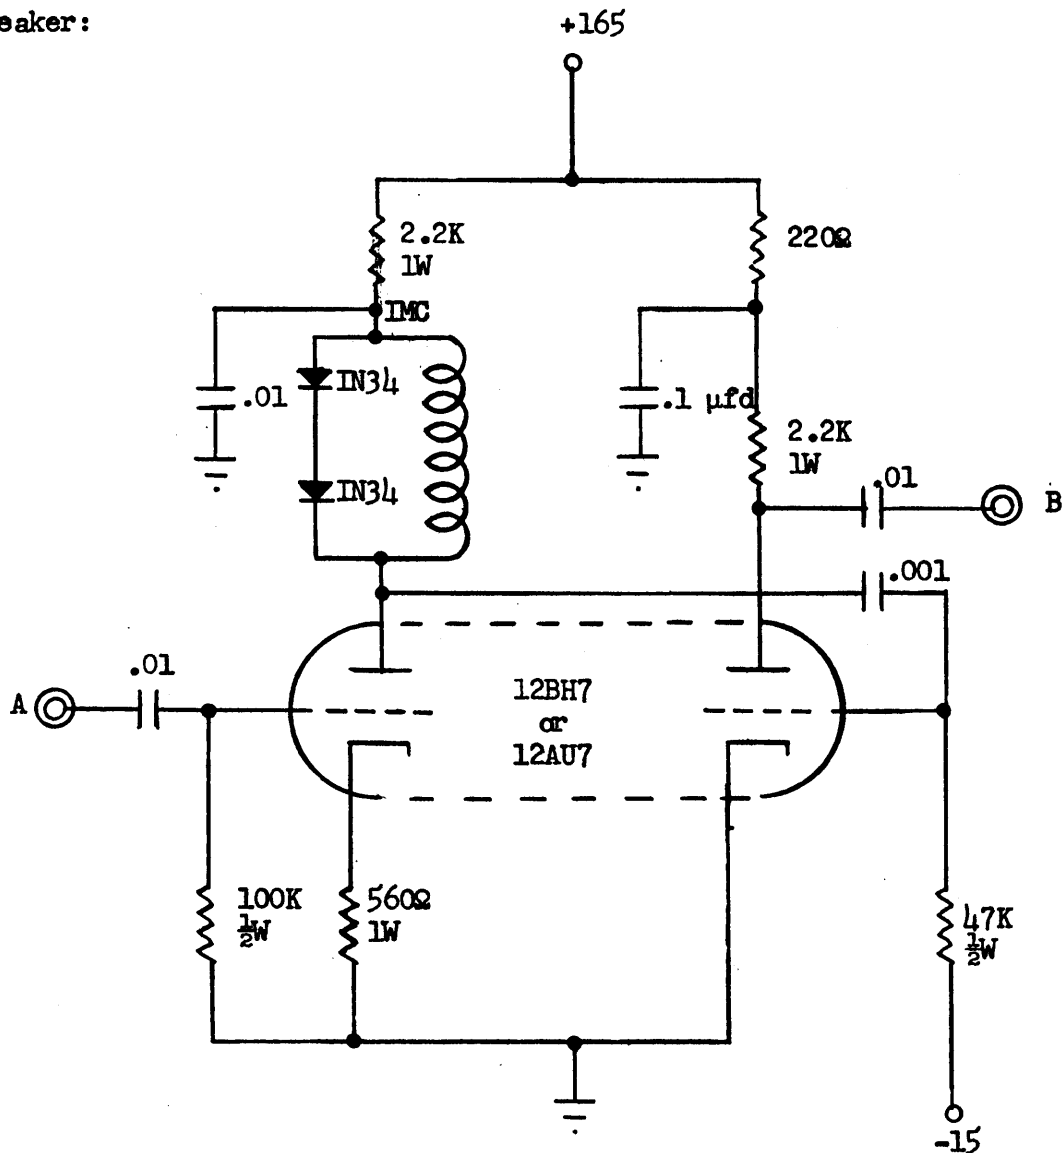 eaker:
+165
2.2K
1W
220Ω
IMC
.01
IN34
IN34
.1 μfd
2.2K
1W
.01
B
.001
.01
A
12BH7
or
12AU7
100K
½W
560Ω
1W
47K
½W
-15